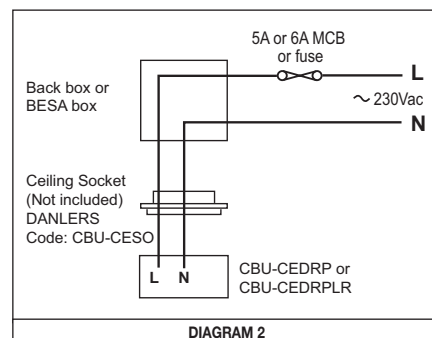 5A or 6A MCB
or fuse
L
Back box or
BESA box
~ 230Vac
N
Ceiling Socket
(Not included)
DANLERS
Code: CBU-CESO
L N
CBU-CEDRP or
CBU-CEDRPLR
DIAGRAM 2